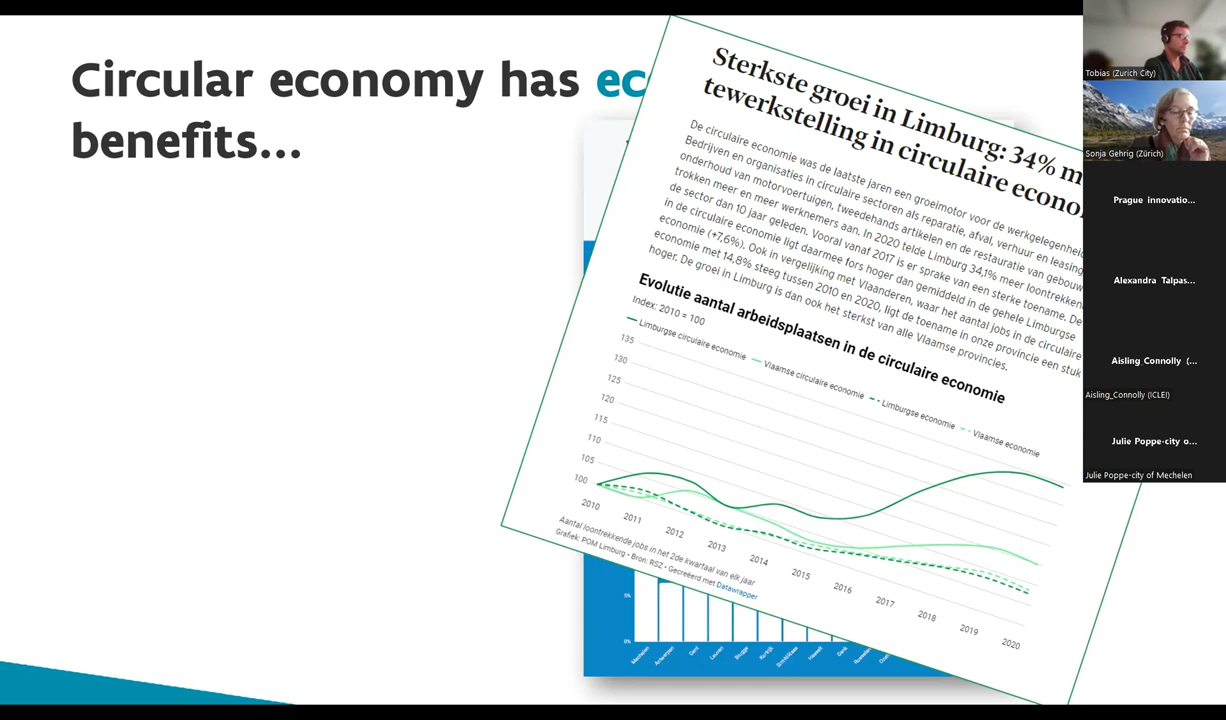 Circular economy has
benefits...
Sterkste groei in Limburg: 34%
tewerkstelling in circulaire
De circulaire economie was de laatste jaren een groeimotor voor de werkgelegenheid
Bedrijven en organisaties in circulaire sectoren als reparatie, afval, verhuur en leasing
onderhoud van motorvoertuigen, tweedehands artikelen en de restauratie van
trokken meer en meer werknemers aan. In 2020 telde Limburg 34,1% meer
de sector dan 10 jaar geleden. Vooral vanaf 2017 is er sprake van een sterke toename. De
in de circulaire economie ligt daarmee fors hoger dan gemiddeld in de gehele Limburgse
economie (+7,6%). Ook in vergelijking met Vlaanderen, waar het aantal jobs in de circulaire
economie met 14,8% steeg tussen 2010 en 2020, ligt de toename in onze provincie een stuk
hoger. De groei in Limburg is dan ook het sterkst van alle Vlaamse provincies.
Evolutie aantal arbeidsplaatsen in de circulaire economie
Index: 2010 = 100
Limburgse circulaire economie Vlaamse circulaire economie Limburgse economie Vlaamse economie
135
130
125
120
115
110
105
100
2010 2011 2012 2013 2014 2015 2016 2017 2018 2019 2020
Aantal loontrekkende jobs in het 2de kwartaal van elk jaar
Grafiek: POM Limburg • Bron: RSZ • Gecreëerd met Datawrapper
0%
Mechelen Antwerpen Gent Leuven Brugge Kortrijk Hasselt Genk
Tobias (Zurich City)
Sonja Gehrig (Zürich)
Prague innovatio...
Alexandra Talpas...
Aisling_Connolly (...
Aisling_Connolly (ICLEI)
Julie Poppe-city o...
Julie Poppe-city of Mechelen